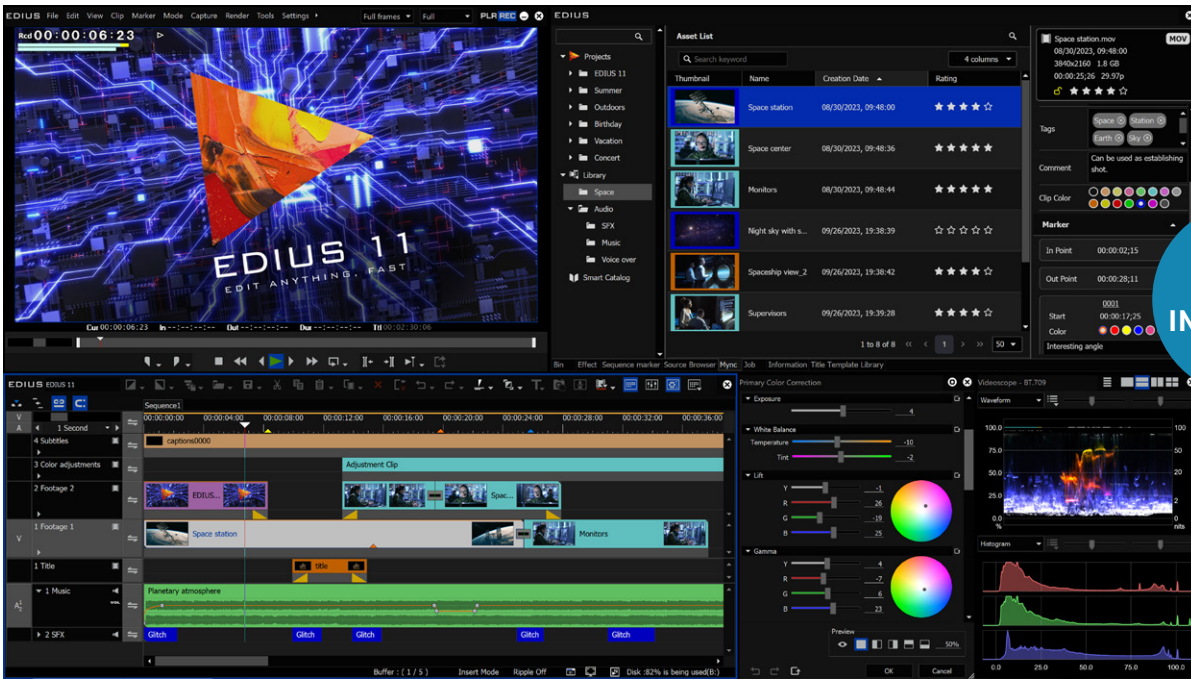 EDIUS File Edit View Clip Marker Mode Capture Render Tools Settings Full frames Full PLR REC
Rcd 00:00:06:23
EDIUS 11
EDIT ANYTHING, FAST
Cur 00:00:06:23 In --:--:--:-- Out --:--:--:-- Dur --:--:--:-- Ttl 00:02:30:06
EDIUS
Projects
EDIUS 11
Summer
Outdoors
Birthday
Vacation
Concert
Library
Space
Audio
SFX
Music
Voice over
Smart Catalog
Asset List
Search keyword 4 columns
Thumbnail Name Creation Date Rating
Space station 08/30/2023, 09:48:00
Space center 08/30/2023, 09:48:36
Monitors 08/30/2023, 09:48:44
Night sky with s... 09/26/2023, 19:38:39
Spaceship view_2 09/26/2023, 19:38:42
Supervisors 09/26/2023, 19:39:28
1 to 8 of 8 << < 1 > >> 50
Bin Effect Sequence marker Source Browser Mync Job Information Title Template Library
Space station.mov MOV
08/30/2023, 09:48:00
3840x2160 1.8 GB
00:00:25;26 29.97p
Tags Space Station
Earth Sky
Comment Can be used as establishing
shot.
Clip Color
Marker
In Point 00:00:02;15
Out Point 00:00:28;11
0001
Start 00:00:17;25
Color
Interesting angle
IN
EDIUS EDIUS 11
Sequence1
V
A 1 Second
00:00:00:00 00:00:04:00 00:00:08:00 00:00:12:00 00:00:16:00 00:00:20:00 00:00:24:00 00:00:28:00 00:00:32:00 00:00:36:00
4 Subtitles captions0000
3 Color adjustments Adjustment Clip
2 Footage 2 EDIUS... Spac...
1 Footage 1
V Space station Monitors
1 Title title
1 Music Planetary atmosphere
2 SFX Glitch Glitch Glitch Glitch Glitch
Buffer : ( 1 / 5 ) Insert Mode Ripple Off Disk :82% is being used(B:)
Primary Color Correction
Exposure
4
White Balance
Temperature -10
Tint -2
Lift
Y -1
R 26
G -19
B 25
Gamma
Y 4
R -7
G 6
B 23
Preview
50%
OK Cancel
Videoscope - BT.709
Waveform
100.0 100
75.0
50
50.0
25.0 2
0.0 0
% nits
Histogram
0.0 25.0 50.0 75.0 100.0